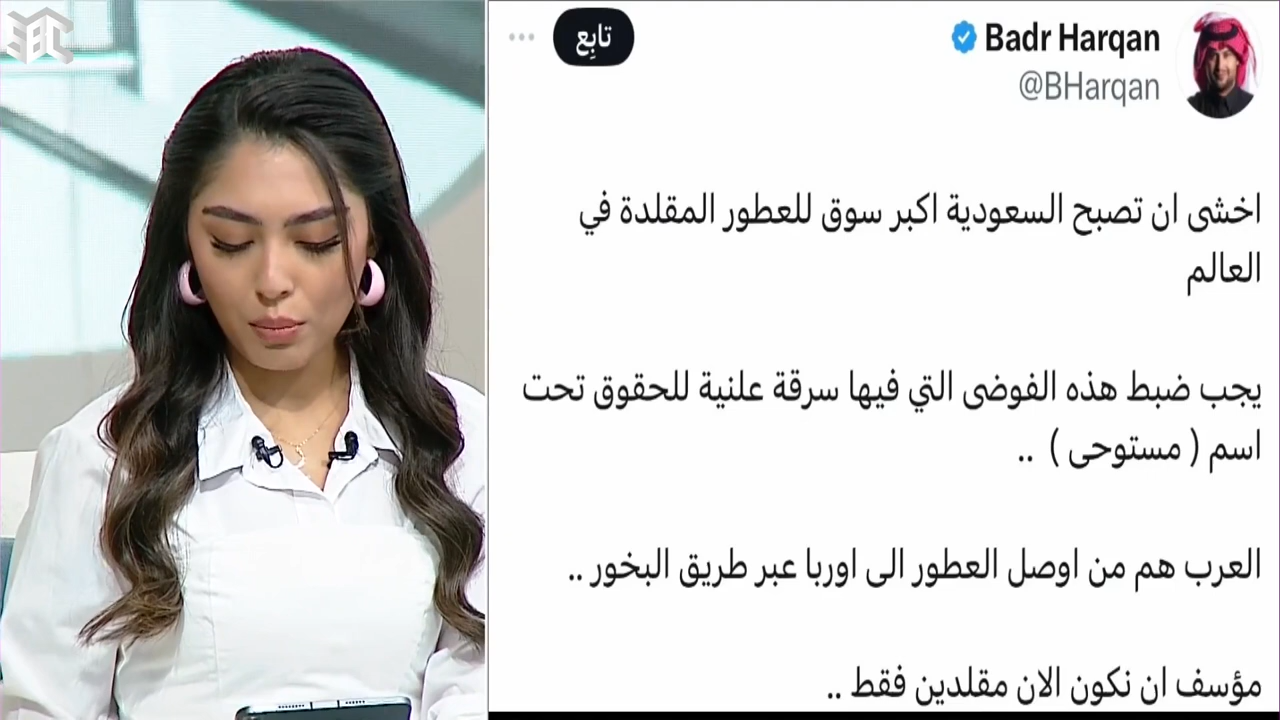 Badr Harqan
@BHarqan
تابِع
اخشى ان تصبح السعودية اكبر سوق للعطور المقلدة في
العالم
يجب ضبط هذه الفوضى التي فيها سرقة علنية للحقوق تحت
اسم ( مستوحى ) ..
العرب هم من اوصل العطور الى اوربا عبر طريق البخور ..
مؤسف ان نكون الان مقلدين فقط ..